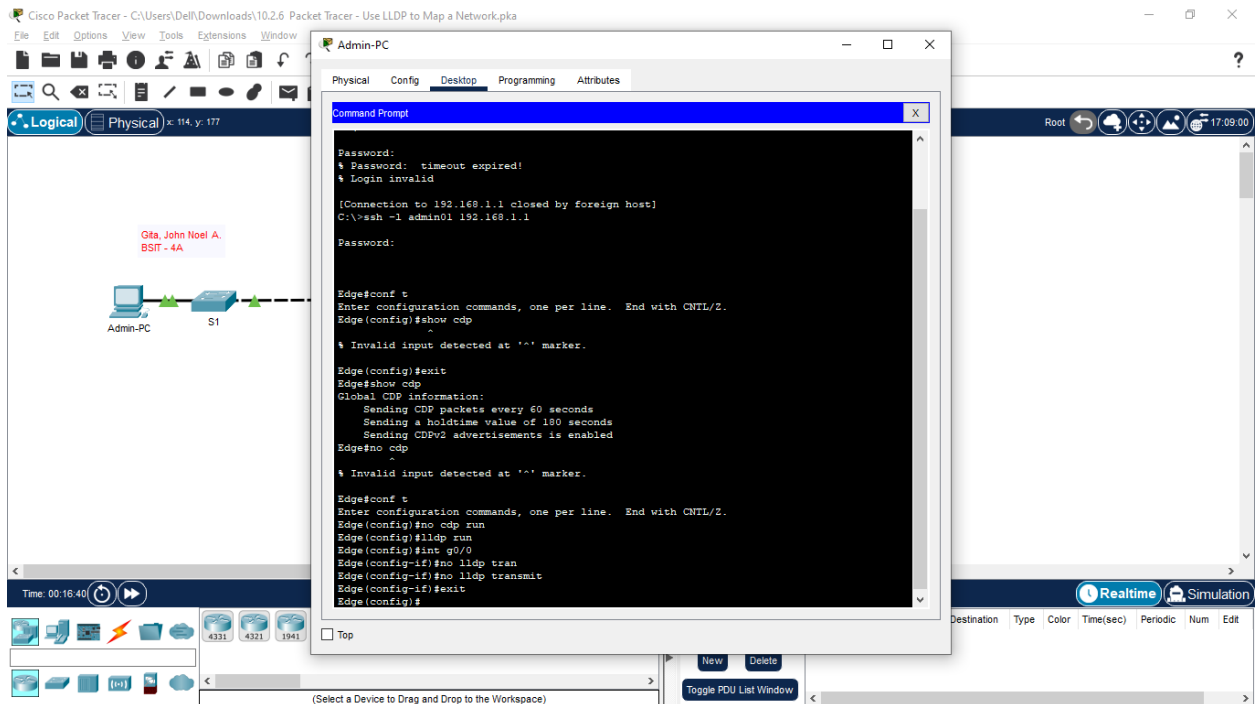 Cisco Packet Tracer - C:\Users\Dell\Downloads\10.2.6 Packet Tracer - Use LLDP to Map a Network.pka
File Edit Options View Tools Extensions Window
?
Logical Physical x: 114, y: 177
Root 17:09:00
Gita, John Noel A.
BSIT - 4A
Admin-PC
S1
Admin-PC
Physical Config Desktop Programming Attributes
Command Prompt X
Password:
% Password:  timeout expired!
% Login invalid
[Connection to 192.168.1.1 closed by foreign host]
C:\>ssh -l admin01 192.168.1.1
Password:
Edge#conf t
Enter configuration commands, one per line.  End with CNTL/Z.
Edge(config)#show cdp
^
% Invalid input detected at '^' marker.
Edge(config)#exit
Edge#show cdp
Global CDP information:
Sending CDP packets every 60 seconds
Sending a holdtime value of 180 seconds
Sending CDPv2 advertisements is enabled
Edge#no cdp
^
% Invalid input detected at '^' marker.
Edge#conf t
Enter configuration commands, one per line.  End with CNTL/Z.
Edge(config)#no cdp run
Edge(config)#lldp run
Edge(config)#int g0/0
Edge(config-if)#no lldp tran
Edge(config-if)#no lldp transmit
Edge(config-if)#exit
Edge(config)#
Top
Time: 00:16:40
Realtime Simulation
4331 4321 1941
Destination Type Color Time(sec) Periodic Num Edit
New Delete
Toggle PDU List Window
(Select a Device to Drag and Drop to the Workspace)